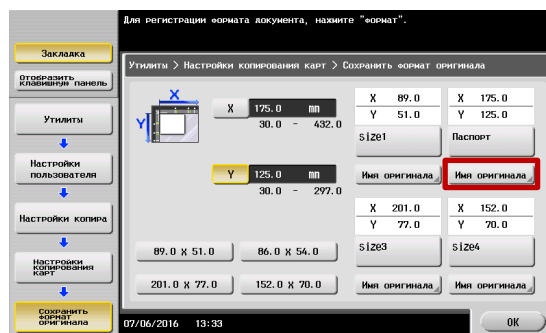 Для регистрации формата документа, нажмите "формат".
Закладка
Отобразить
клавишнун панель
Утилиты > Настройки копирования карт > Сохранить формат оригинала
Утилиты
Настройки
пользователя
Настройки копира
Настройки
копирования
карт
Сохранить
формат
оригинала
X
Y
X 175.0 mm
30.0 - 432.0
Y 125.0 mm
30.0 - 297.0
X 89.0
Y 51.0
size1
Имя оригинала
X 175.0
Y 125.0
Паспорт
Имя оригинала
X 201.0
Y 77.0
size3
Имя оригинала
X 152.0
Y 70.0
size4
Имя оригинала
89.0 X 51.0
86.0 X 54.0
201.0 X 77.0
152.0 X 70.0
07/06/2016 13:33
OK